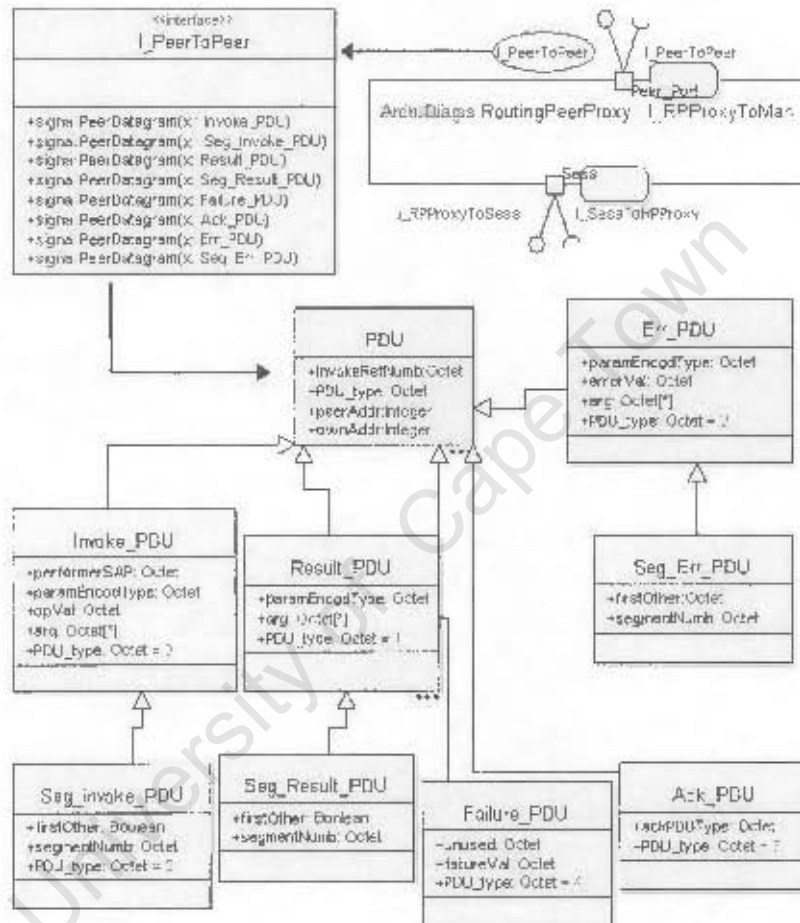 <<interface>>
I_PeerToPeer
+signal PeerDatagram(x: Invoke_PDU)
+signal PeerDatagram(x: Seg_Invoke_PDU)
+signal PeerDatagram(x: Result_PDU)
+signal PeerDatagram(x: Seg_Result_PDU)
+signal PeerDatagram(x: Failure_PDU)
+signal PeerDatagram(x: Ack_PDU)
+signal PeerDatagram(x: Err_PDU)
+signal PeerDatagram(x: Seg_Err_PDU)
I_PeerToPeer
I_PeerToPeer
Peer_Port
RoutingPeerProxy
Sess
I_RPProxyToSess
I_SessToRPProxy
PDU
+InvokeRefNumb:Octet
+PDU_type: Octet
+peerAddr:Integer
+ownAddr:Integer
Err_PDU
+paramEncodType: Octet
+errorVal: Octet
+arg: Octet[*]
+PDU_type: Octet =
Invoke_PDU
+performerSAP: Octet
+paramEncodType: Octet
+opVal: Octet
+arg: Octet[*]
+PDU_type: Octet =
Result_PDU
+paramEncodType: Octet
+arg: Octet[*]
+PDU_type: Octet = 1
Seg_Err_PDU
+firstOther:Octet
+segmentNumb: Octet
Seg_invoke_PDU
+firstOther: Boolean
+segmentNumb: Octet
+PDU_type: Octet =
Seg_Result_PDU
+firstOther: Boolean
+segmentNumb: Octet
Failure_PDU
+unused: Octet
+failureVal: Octet
+PDU_type: Octet = 4
Ack_PDU
+ackPDUType: Octet
+PDU_type: Octet =
University of Cape Town